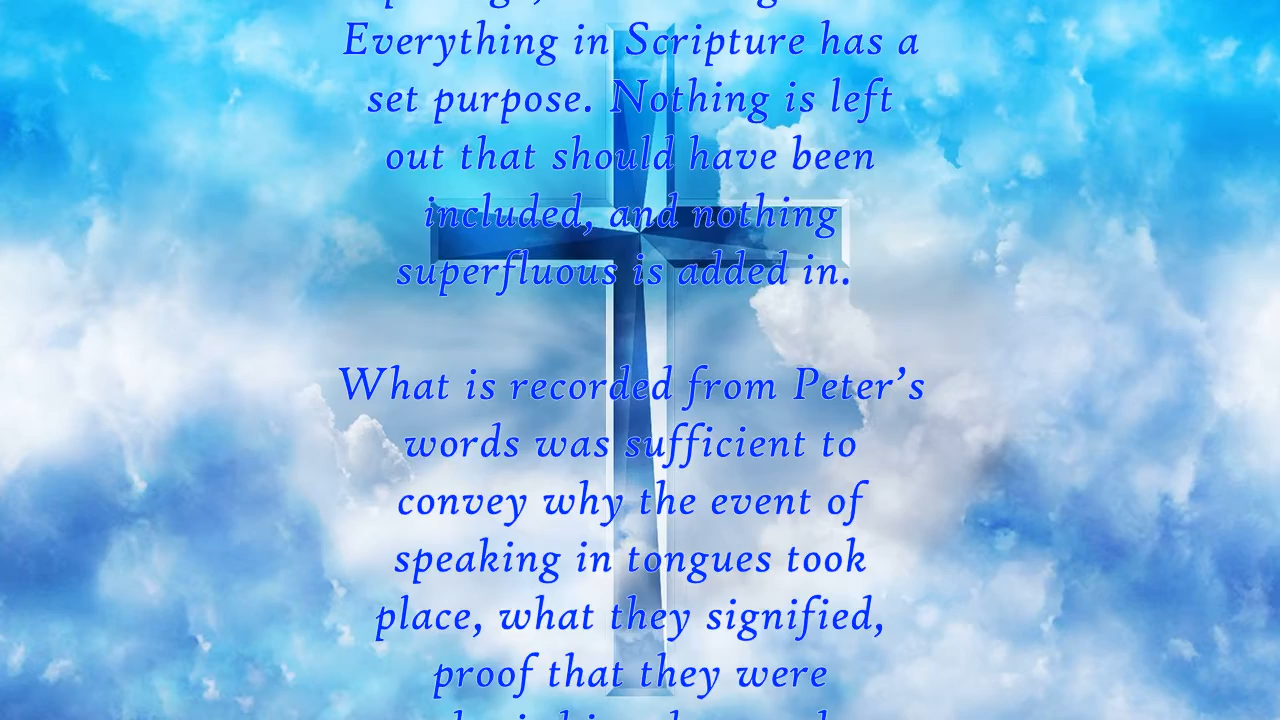 Everything in Scripture has a
set purpose. Nothing is left
out that should have been
included, and nothing
superfluous is added in.
What is recorded from Peter’s
words was sufficient to
convey why the event of
speaking in tongues took
place, what they signified,
proof that they were